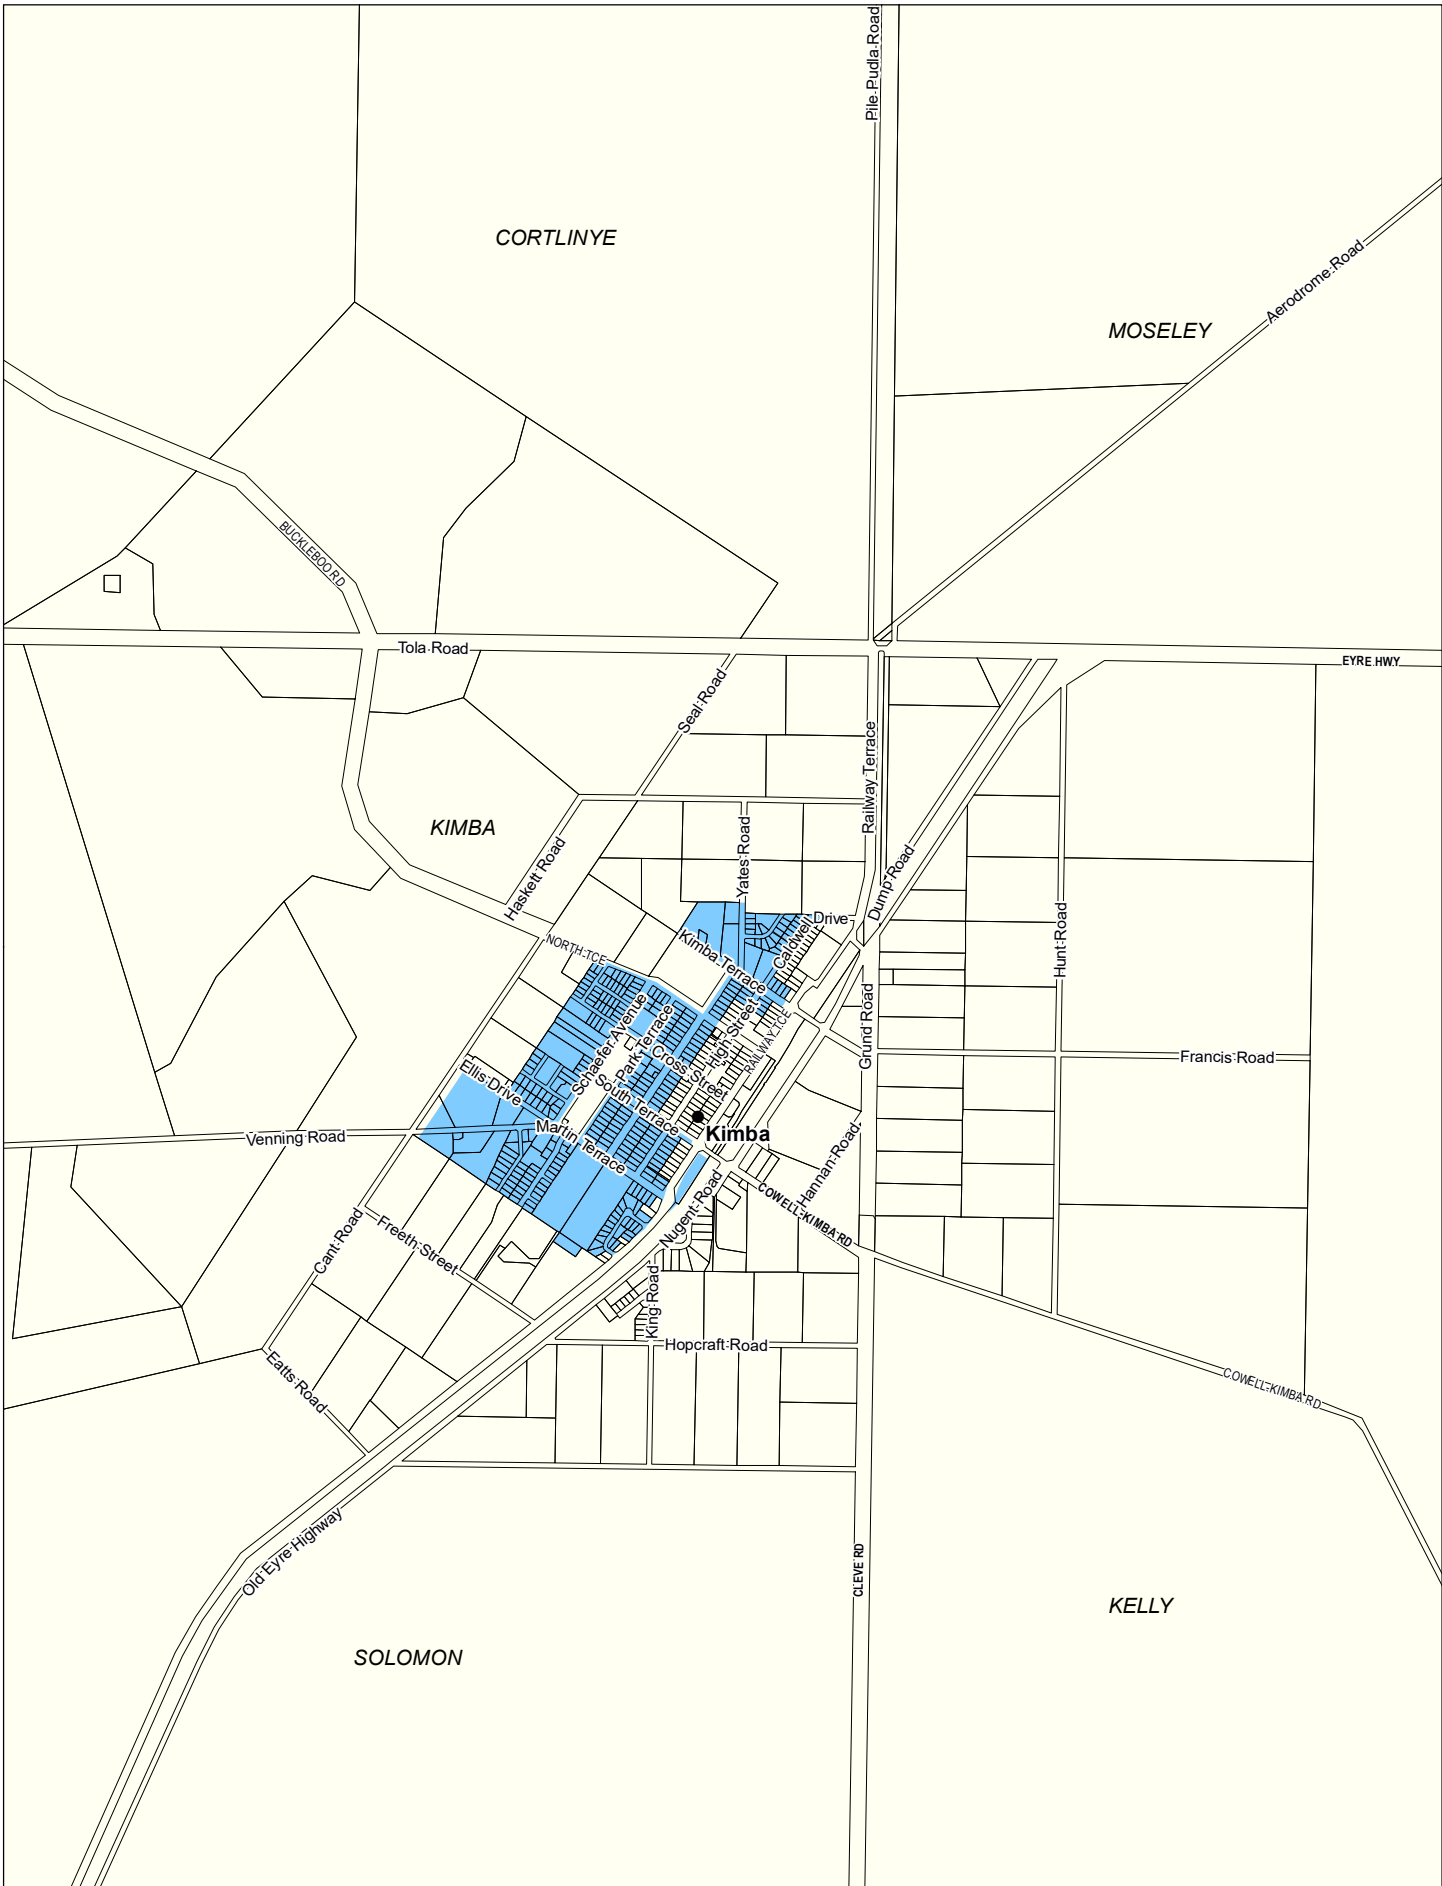 Pile Pudla Road
CORTLINYE
Aerodrome Road
MOSELEY
BUCKLEBOO RD
Tola Road
EYRE HWY
Seal Road
Railway Terrace
KIMBA
Haskett Road
Yates Road
Dump Road
Drive
Caldwell
Hunt Road
NORTH TCE
Kimba Terrace
Schaefer Avenue
Park Terrace
High Street
RAILWAY TCE
Grund Road
Francis Road
Cross Street
Ellis Drive
South Terrace
Kimba
Venning Road
Martin Terrace
Hannan Road
COWELL-KIMBA RD
Nugent Road
Cant Road
Freeth Street
King Road
Hopcraft Road
Eatts Road
COWELL-KIMBA RD
Old Eyre Highway
CLEVE RD
KELLY
SOLOMON